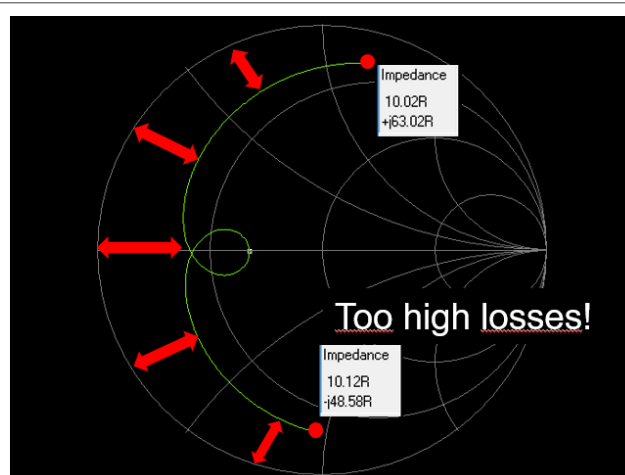 Impedance
10.02R
+j63.02R
Too high losses!
Impedance
10.12R
-j48.58R